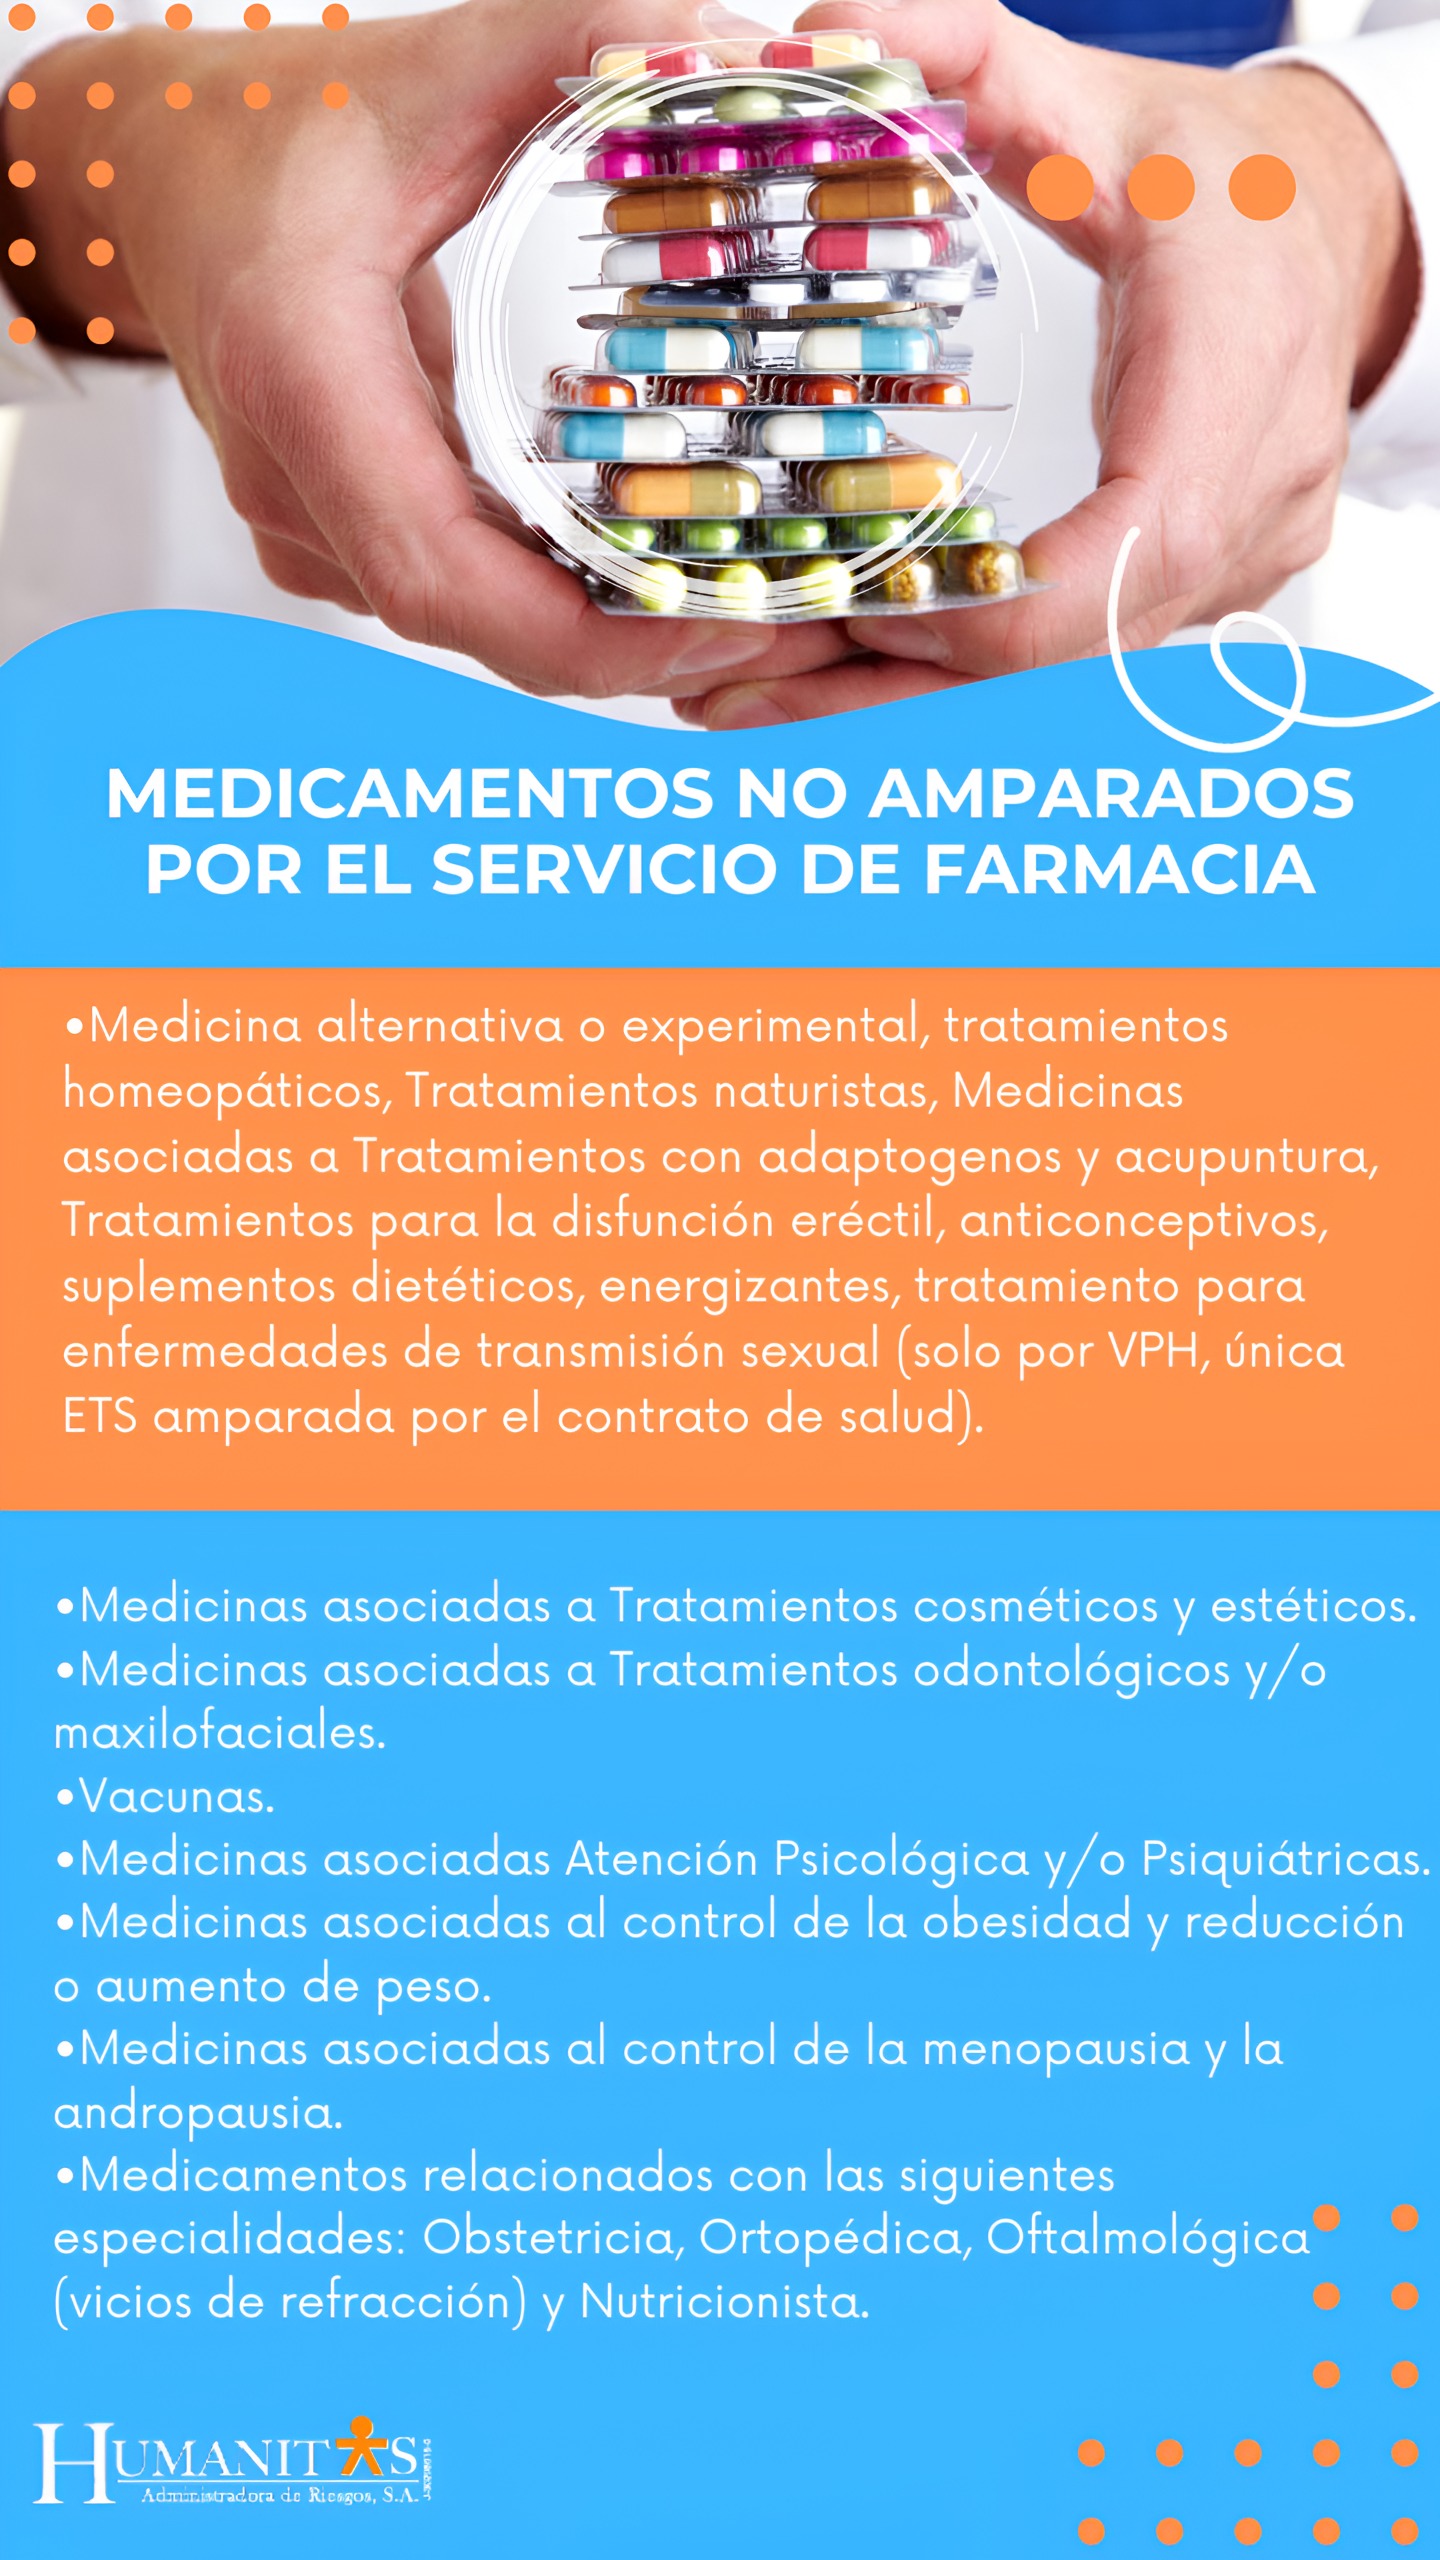 MEDICAMENTOS NO AMPARADOS
POR EL SERVICIO DE FARMACIA
•Medicina alternativa o experimental, tratamientos
homeopáticos, Tratamientos naturistas, Medicinas
asociadas a Tratamientos con adaptogenos y acupuntura,
Tratamientos para la disfunción eréctil, anticonceptivos,
suplementos dietéticos, energizantes, tratamiento para
enfermedades de transmisión sexual (solo por VPH, única
ETS amparada por el contrato de salud).
•Medicinas asociadas a Tratamientos cosméticos y estéticos.
•Medicinas asociadas a Tratamientos odontológicos y/o
maxilofaciales.
•Vacunas.
•Medicinas asociadas Atención Psicológica y/o Psiquiátricas.
•Medicinas asociadas al control de la obesidad y reducción
o aumento de peso.
•Medicinas asociadas al control de la menopausia y la
andropausia.
•Medicamentos relacionados con las siguientes
especialidades: Obstetricia, Ortopédica, Oftalmológica
(vicios de refracción) y Nutricionista.
HUMANITAS
Administradora de Riesgos, S.A.